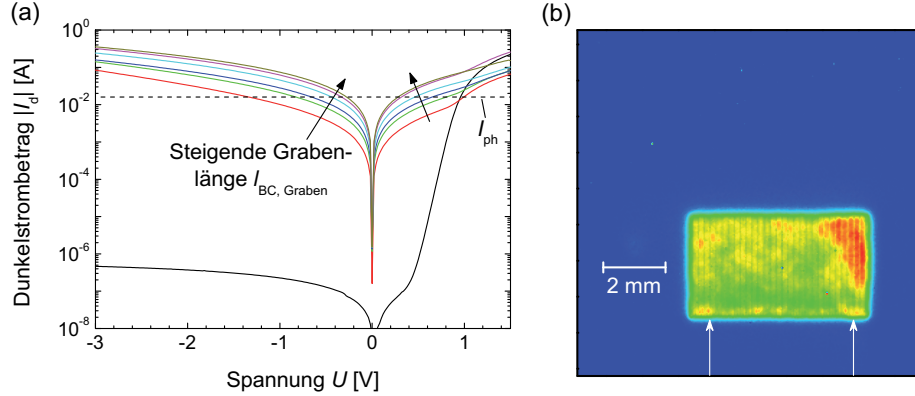 (a)
10^0
10^-2
10^-4
10^-6
10^-8
Dunkelstrombetrag |I_d| [A]
Steigende Graben-
länge l_BC, Graben
I_ph
-3
-2
-1
0
1
Spannung U [V]
(b)
2 mm